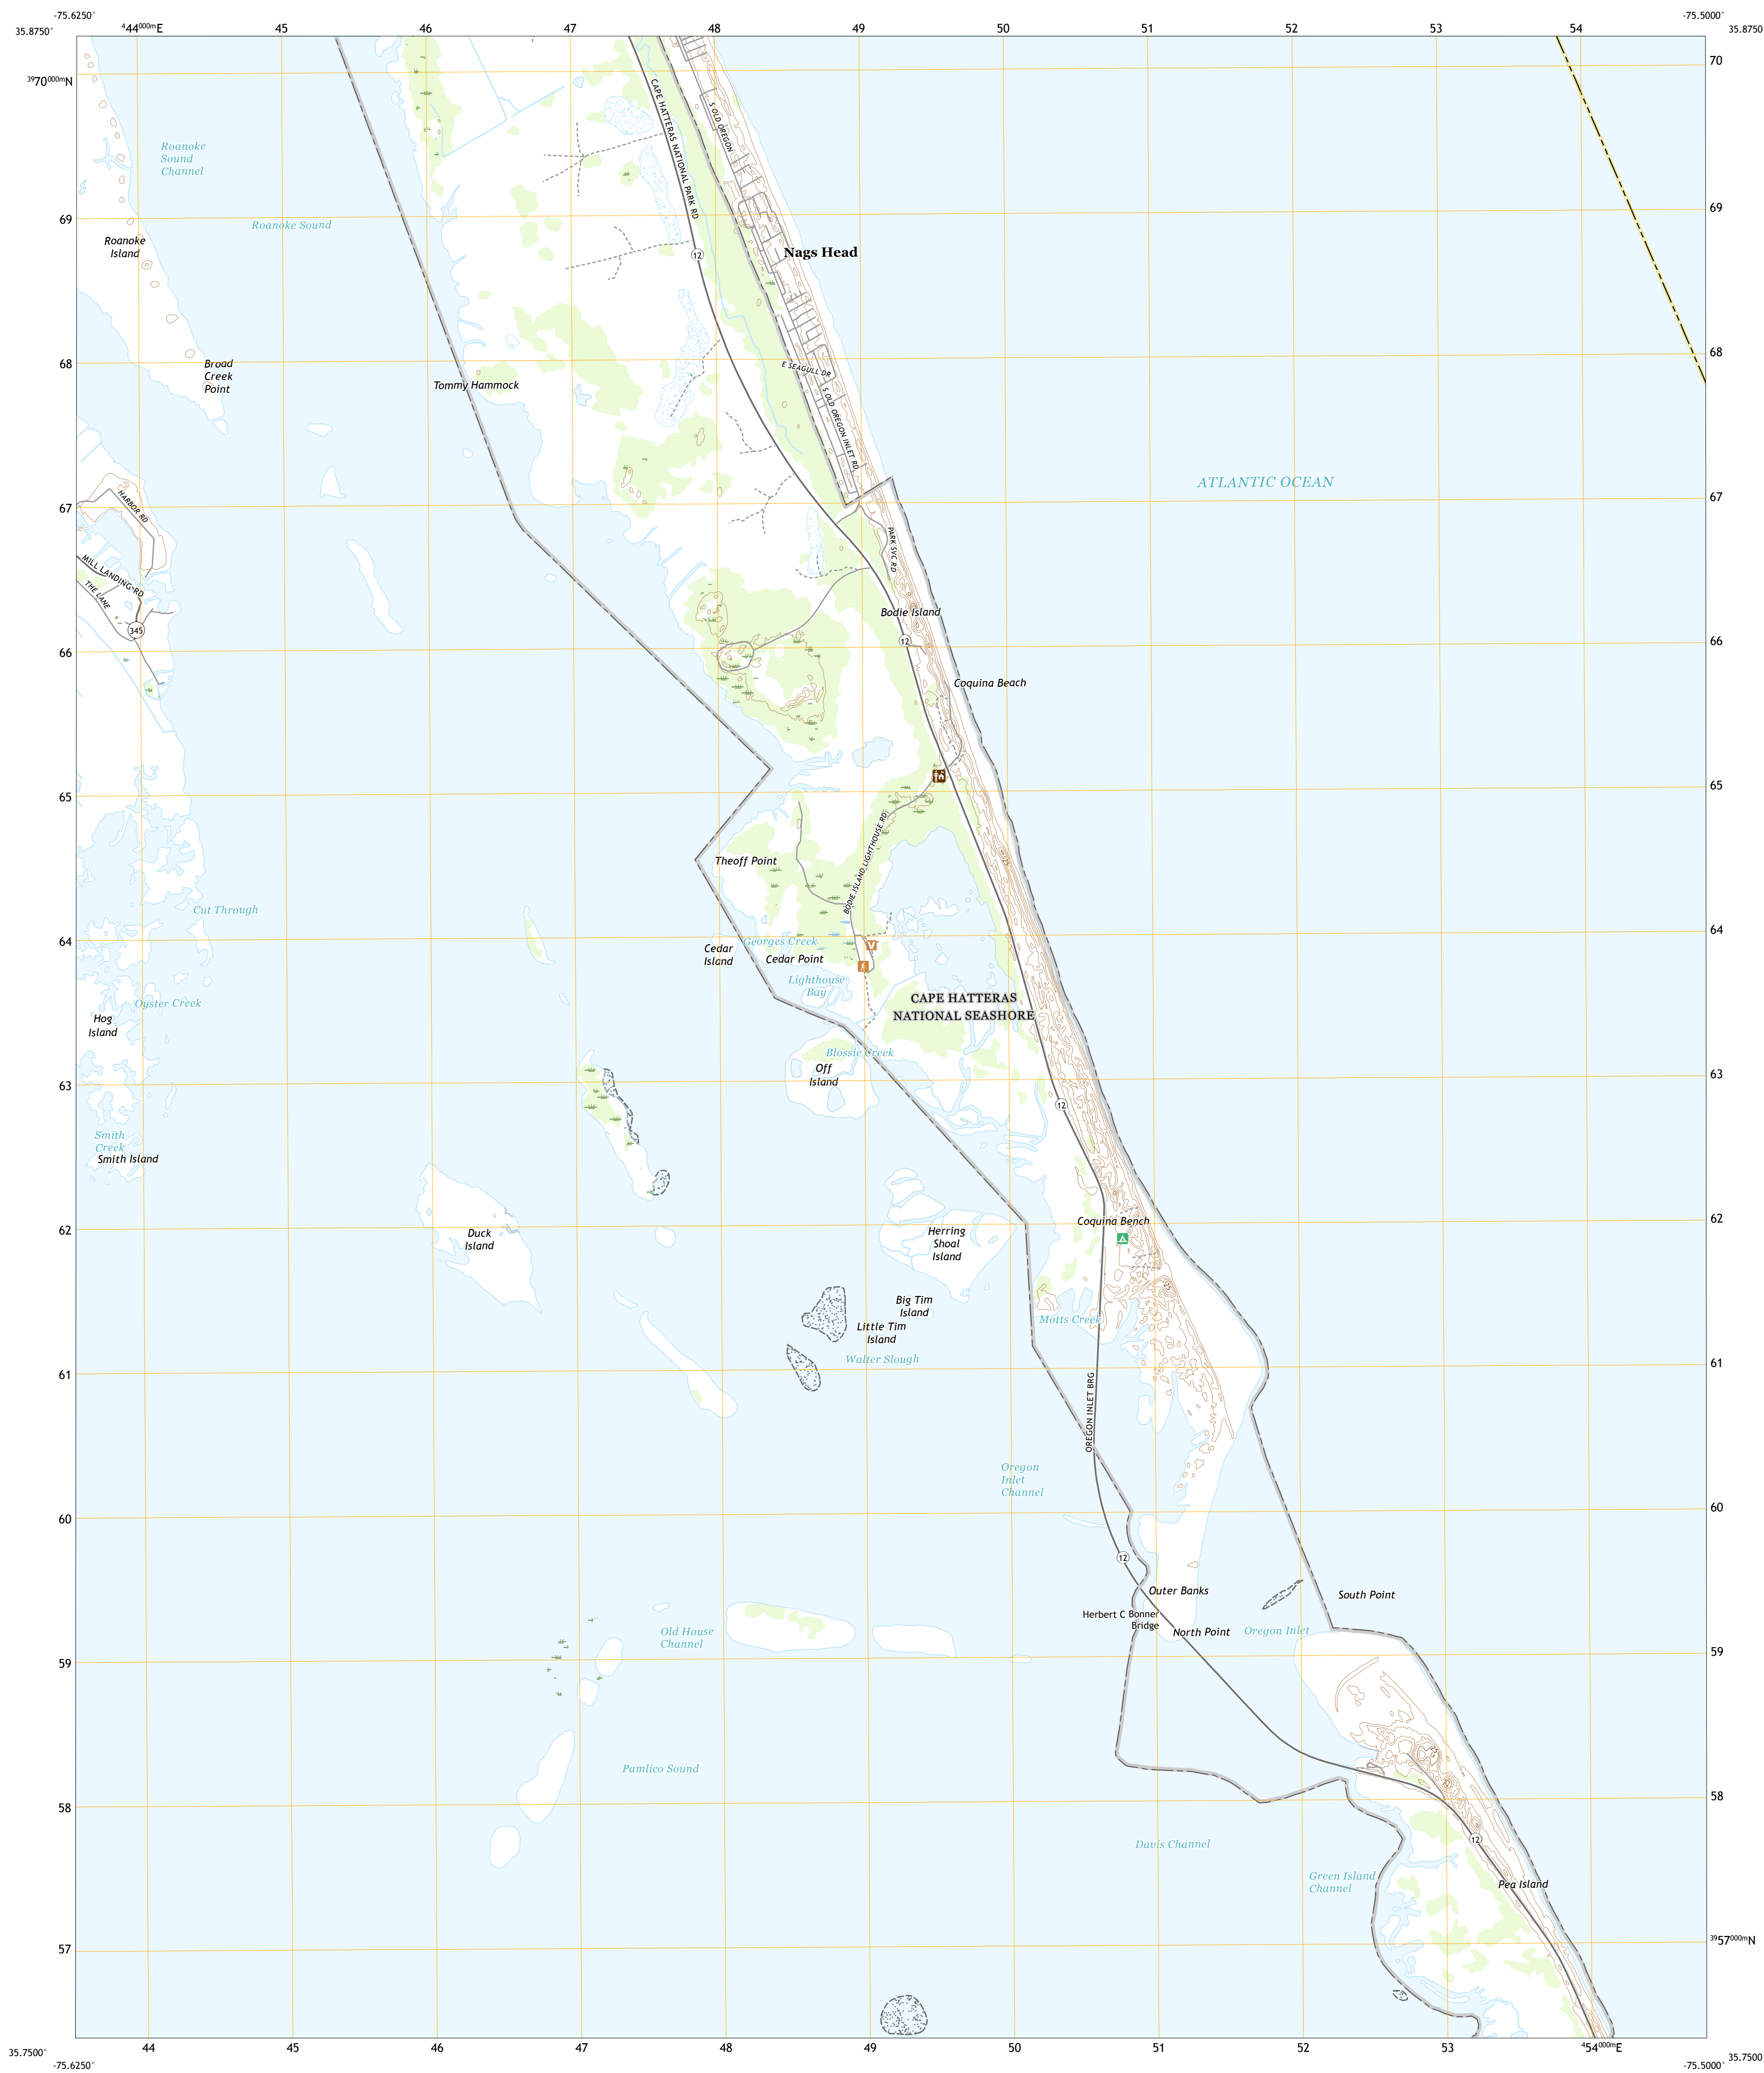 -75.6250°
-75.5000°
35.8750°
⁴44⁰⁰⁰ᵐE
45
46
47
48
49
50
51
52
53
54
35.8750
³⁹70⁰⁰⁰ᵐN
70
CAPE HATTERAS NATIONAL PARK RD
S OLD OREGON
Roanoke
Sound
Channel
69
69
Roanoke Sound
Roanoke
Island
12
Nags Head
68
68
Broad
Creek
Point
Tommy Hammock
E SEAGULL DR
S OLD OREGON INLET RD
ATLANTIC OCEAN
67
67
HARBOR RD
PARK SVC RD
MILL LANDING RD
THE LANE
345
Bodie Island
12
66
66
Coquina Beach
65
65
BODIE ISLAND LIGHTHOUSE RD
25
Theoff Point
Cut Through
64
64
Georges Creek
Cedar
Island
Cedar Point
Lighthouse
Bay
CAPE HATTERAS
NATIONAL SEASHORE
Oyster Creek
Hog
Island
Blossie Creek
Off
Island
63
63
12
Smith
Creek
Smith Island
62
62
Coquina Bench
Duck
Island
Herring
Shoal
Island
25
Big Tim
Island
Motts Creek
Little Tim
Island
Walter Slough
61
61
OREGON INLET BRG
Oregon
Inlet
Channel
60
60
12
Outer Banks
South Point
Herbert C Bonner
Bridge
North Point
Oregon Inlet
Old House
Channel
59
59
25
Pamlico Sound
25
58
58
12
Davis Channel
Green Island
Channel
Pea Island
57
³⁹57⁰⁰⁰ᵐN
35.7500°
44
45
46
47
48
49
50
51
52
53
⁴54⁰⁰⁰ᵐE
35.7500
-75.6250°
-75.5000°